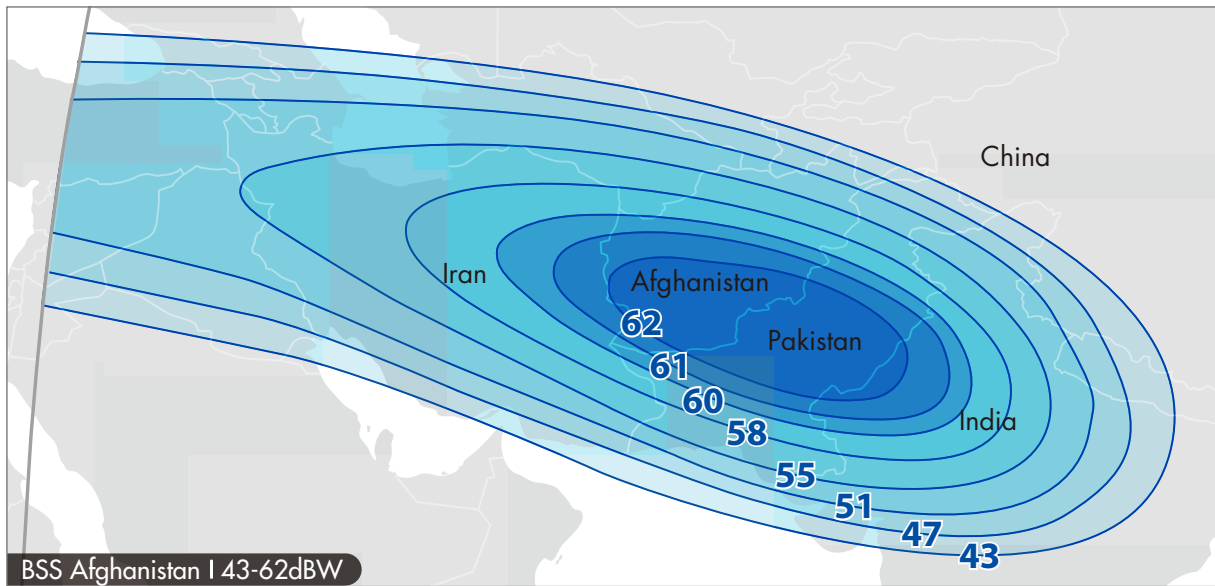 China
Iran
Afghanistan
62
Pakistan
61
60
India
58
55
51
47
43
BSS Afghanistan I 43-62dBW